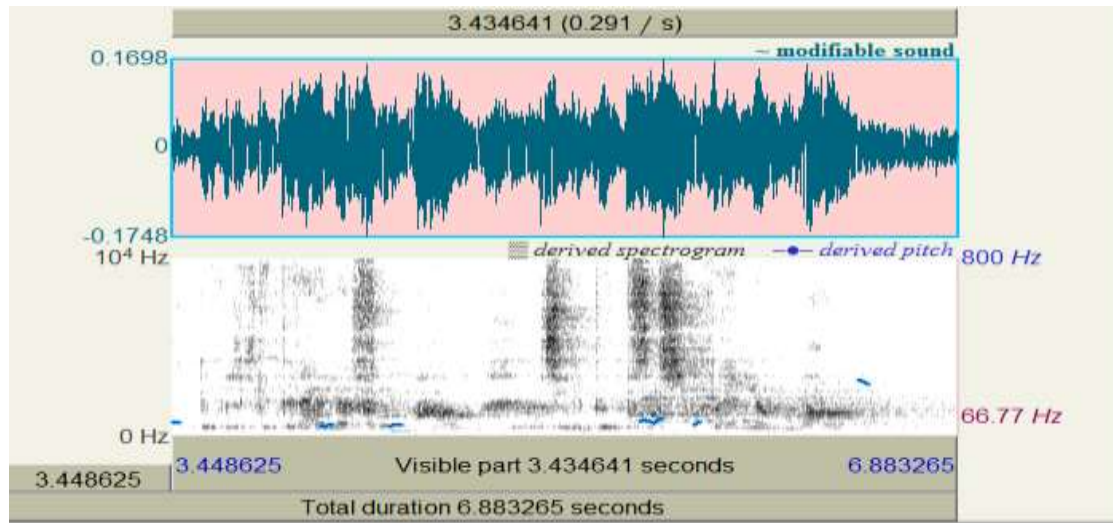 3.434641 (0.291 / s)
~ modifiable sound
0.1698
0
-0.1748
derived spectrogram derived pitch
10⁴ Hz 800 Hz
66.77 Hz
0 Hz
3.448625 Visible part 3.434641 seconds 6.883265
3.448625
Total duration 6.883265 seconds